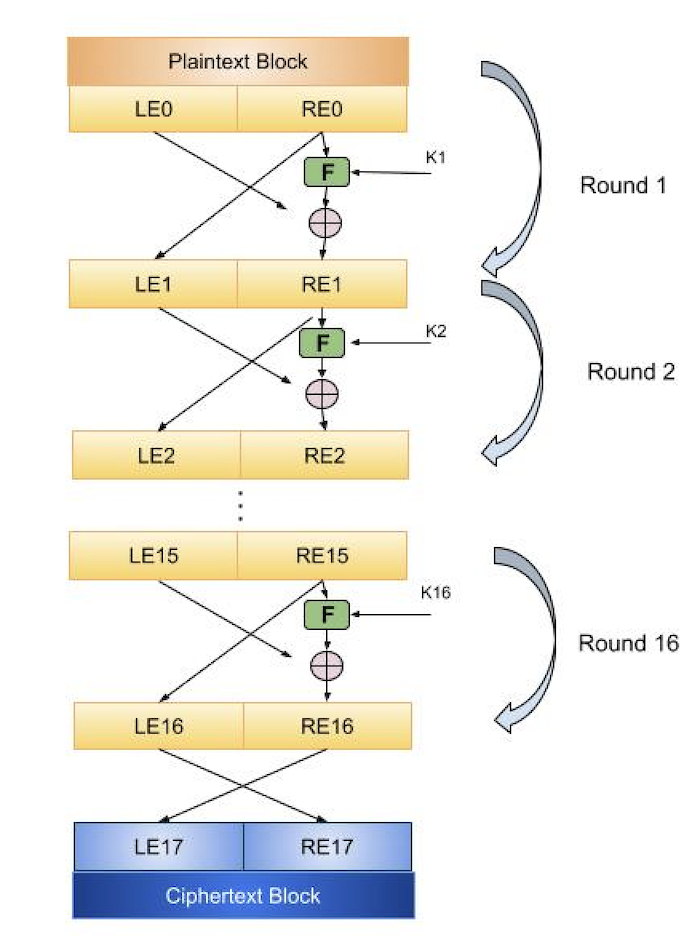 Plaintext Block
LE0 RE0
K1
F
Round 1
LE1 RE1
K2
F
Round 2
LE2 RE2
LE15 RE15
K16
F
Round 16
LE16 RE16
LE17 RE17
Ciphertext Block